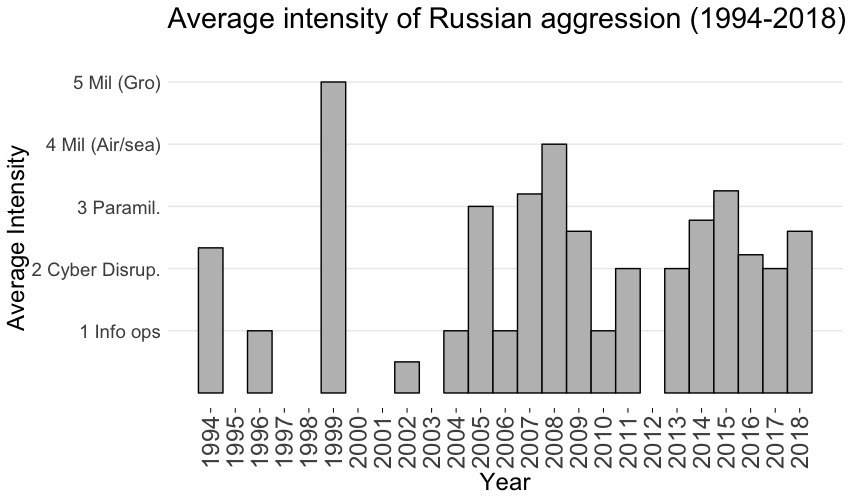 Average intensity of Russian aggression (1994-2018)
Average Intensity
5 Mil (Gro)
4 Mil (Air/sea)
3 Paramil.
2 Cyber Disrup.
1 Info ops
1994 1995 1996 1997 1998 1999 2000 2001 2002 2003 2004 2005 2006 2007 2008 2009 2010 2011 2012 2013 2014 2015 2016 2017 2018
Year